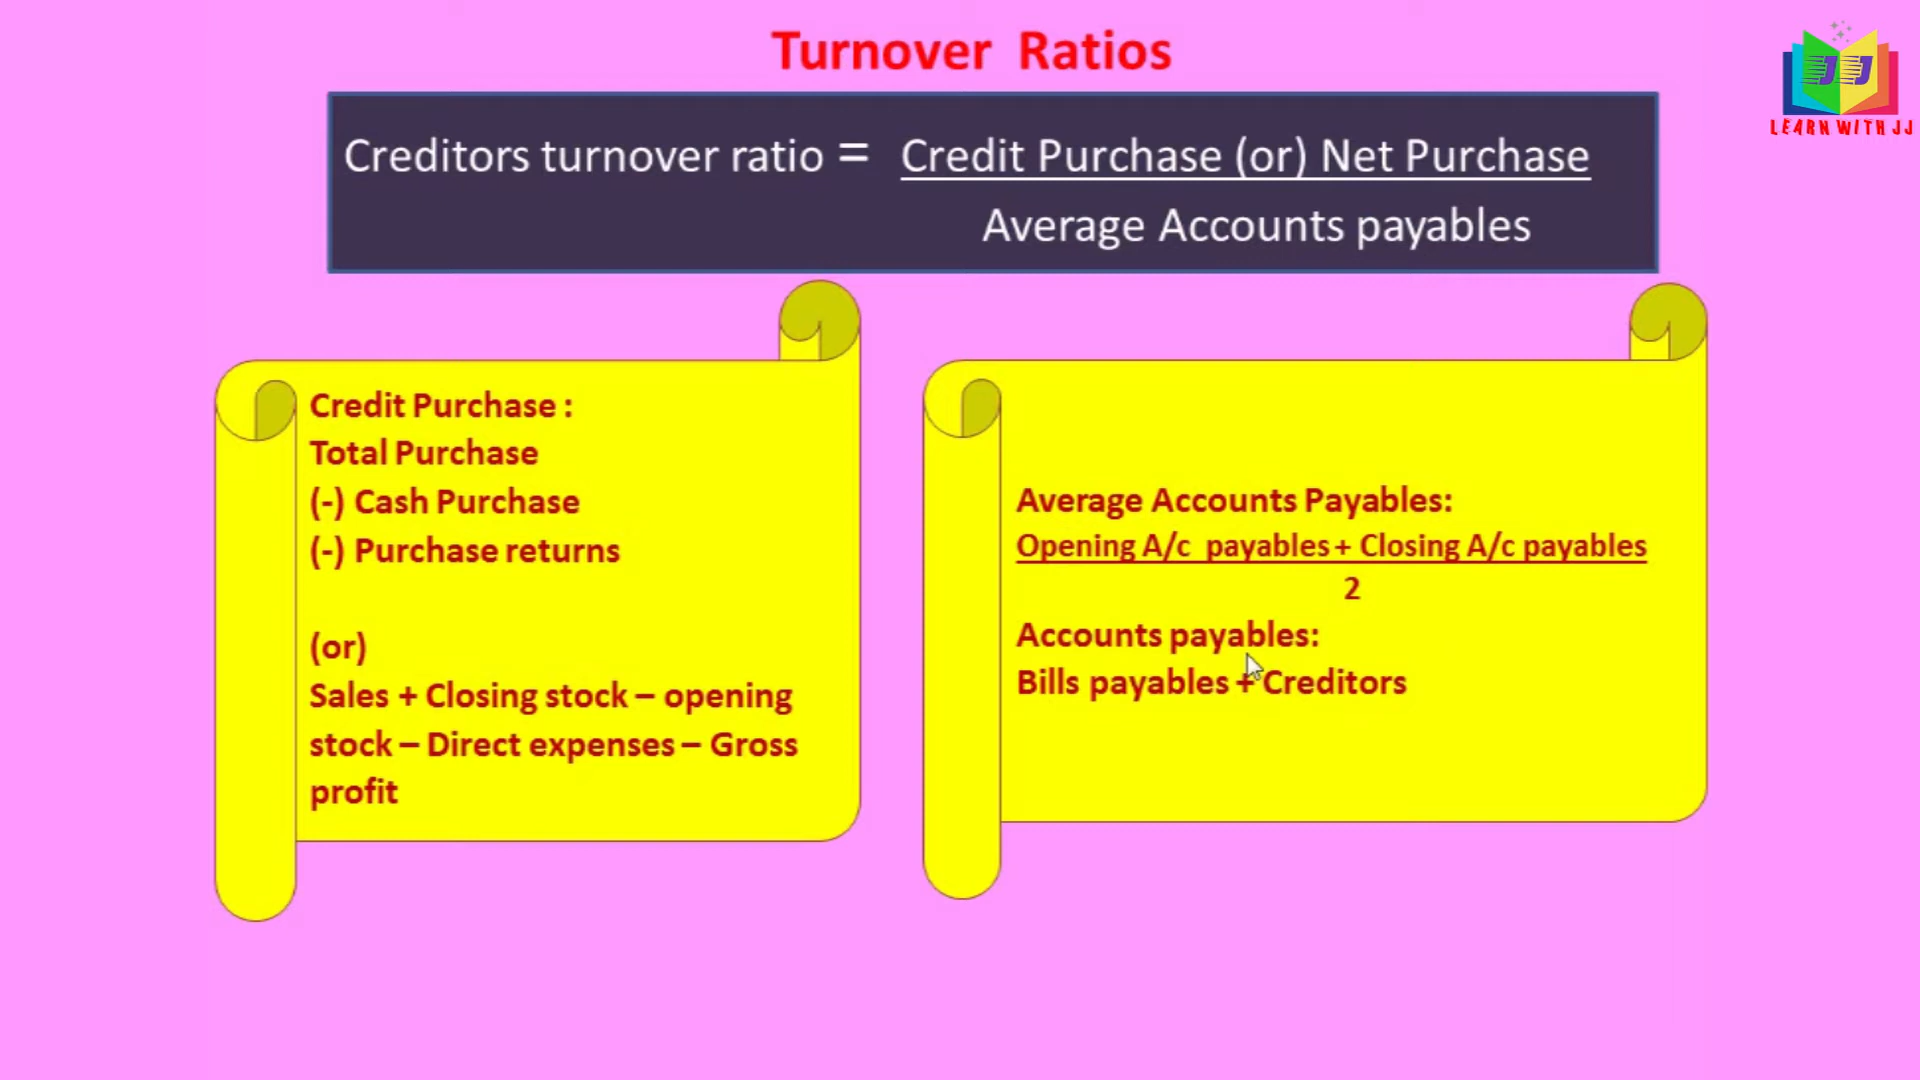 Turnover Ratios
LEARN WITH JJ
Creditors turnover ratio = Credit Purchase (or) Net Purchase
Average Accounts payables
Credit Purchase :
Total Purchase
(-) Cash Purchase
(-) Purchase returns
(or)
Sales + Closing stock – opening
stock – Direct expenses – Gross
profit
Average Accounts Payables:
Opening A/c payables + Closing A/c payables
2
Accounts payables:
Bills payables + Creditors